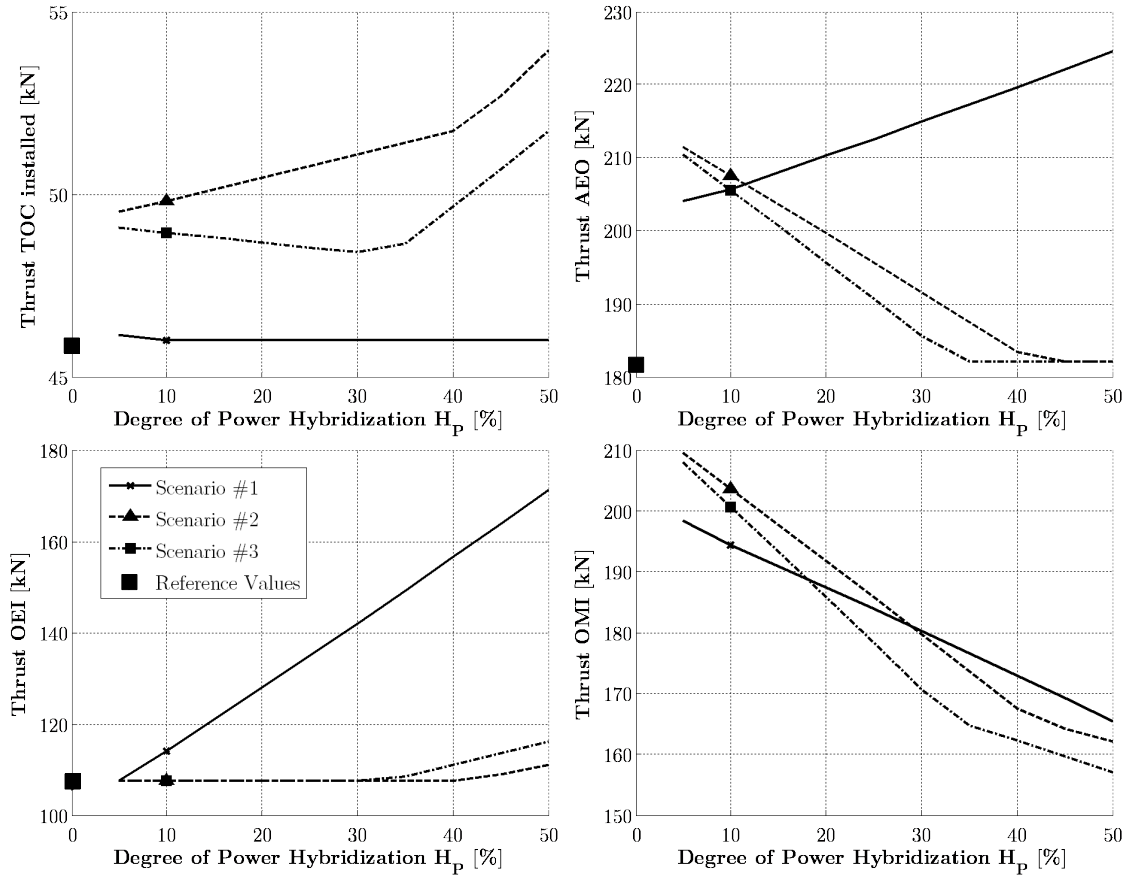 Thrust TOC installed [kN]
55
50
45
0 10 20 30 40 50
Degree of Power Hybridization H_P [%]
Thrust AEO [kN]
230
220
210
200
190
180
0 10 20 30 40 50
Degree of Power Hybridization H_P [%]
Thrust OEI [kN]
180
160
140
120
100
Scenario #1
Scenario #2
Scenario #3
Reference Values
0 10 20 30 40 50
Degree of Power Hybridization H_P [%]
Thrust OMI [kN]
210
200
190
180
170
160
150
0 10 20 30 40 50
Degree of Power Hybridization H_P [%]